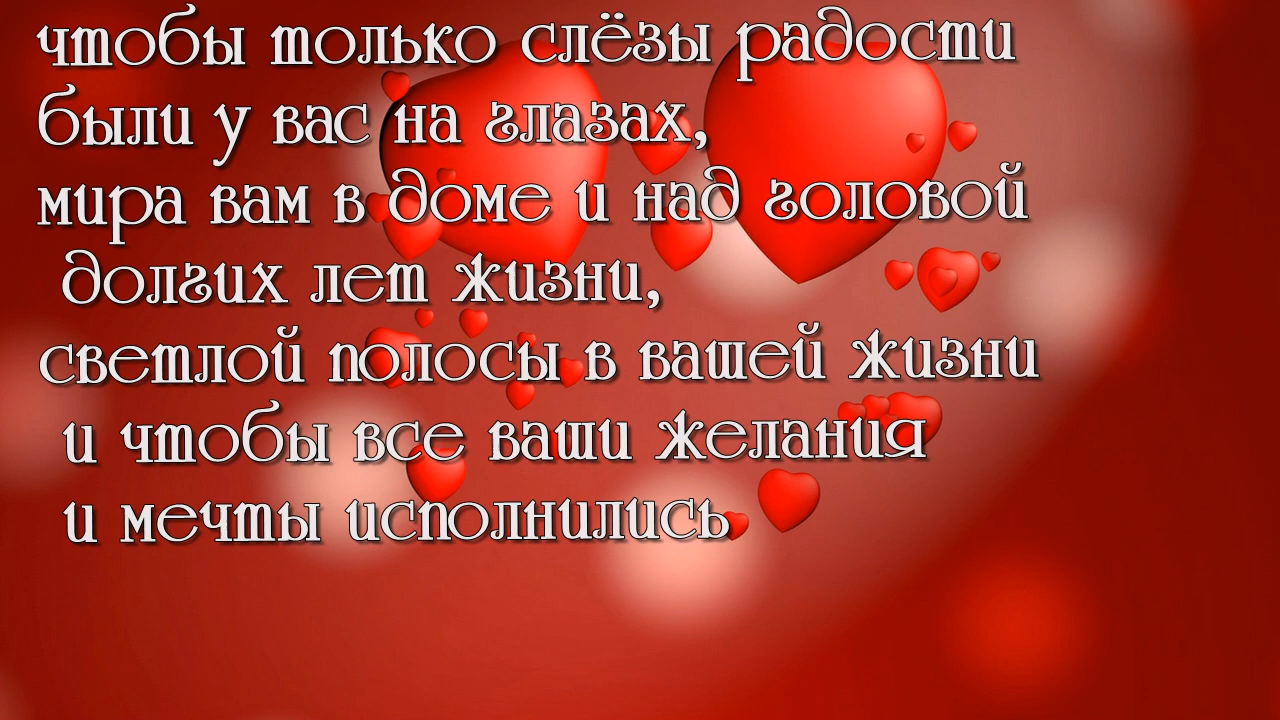 чтобы только слёзы радости
были у вас на глазах,
мира вам в доме и над головой
долгих лет жизни,
светлой полосы в вашей жизни
и чтобы все ваши желания
и мечты исполнились